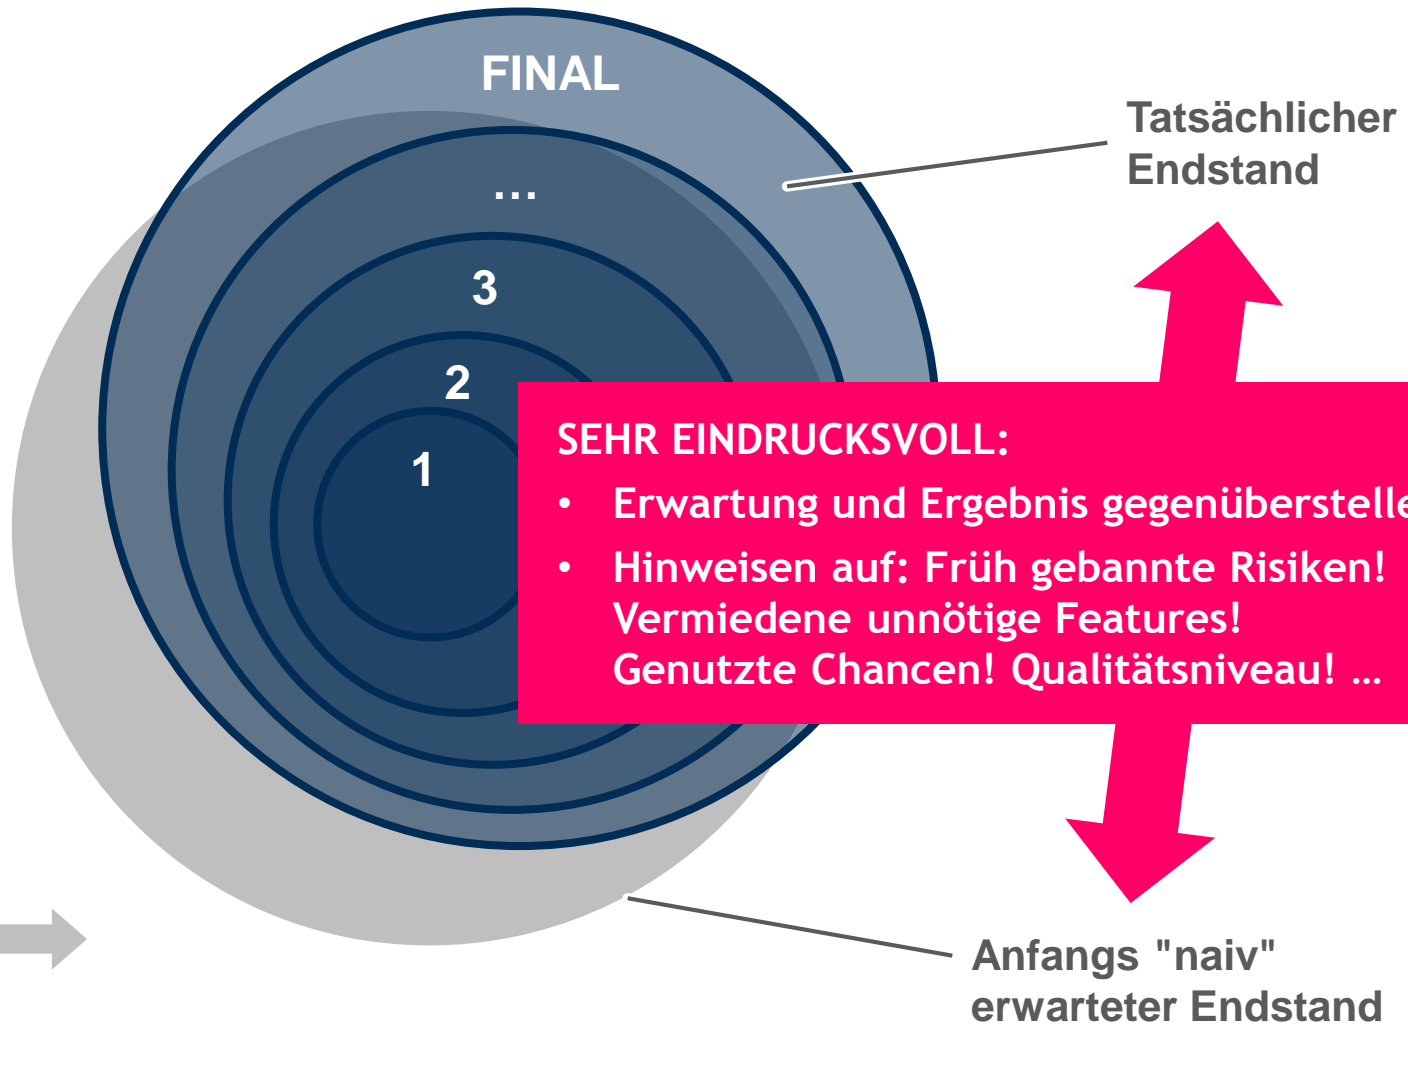 FINAL
Tatsächlicher
Endstand
...
3
2
1
SEHR EINDRUCKSVOLL:
• Erwartung und Ergebnis gegenüberstelle
• Hinweisen auf: Früh gebannte Risiken!
Vermiedene unnötige Features!
Genutzte Chancen! Qualitätsniveau! …
Anfangs "naiv"
erwarteter Endstand